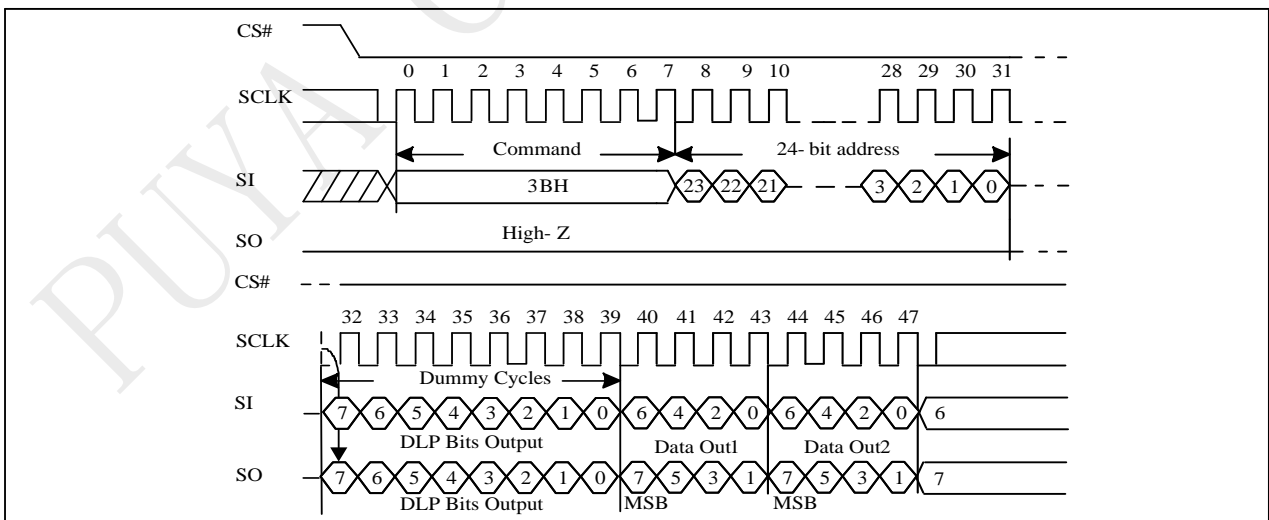 CS#
0 1 2 3 4 5 6 7 8 9 10 28 29 30 31
SCLK
Command 24- bit address
SI 3BH 23 22 21 3 2 1 0
SO High- Z
CS#
32 33 34 35 36 37 38 39 40 41 42 43 44 45 46 47
SCLK
Dummy Cycles
SI 7 6 5 4 3 2 1 0 6 4 2 0 6 4 2 0 6
DLP Bits Output Data Out1 Data Out2
SO 7 6 5 4 3 2 1 0 7 5 3 1 7 5 3 1 7
DLP Bits Output MSB MSB
PUYA